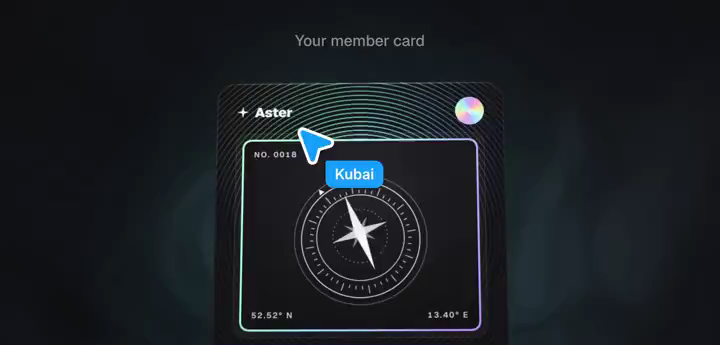 Your member card
Aster
NO. 0018
Kubai
52.52° N
13.40° E